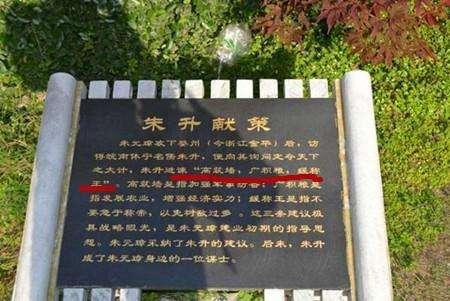 朱升献策
朱元璋攻下婺州（今浙江金华）后，访
得皖南休宁名儒朱升，便向其询问定夺天下
之大计，朱升进谏“高筑墙，广积粮，缓称
王”。高筑墙是指加强军事；广积粮是
指发展农业，增强经济实力；缓称王是指不
要急于称帝，以免树敌过多。这三条建议极
具战略眼光，是朱元璋建业初期的指导思
想。朱元璋采纳了朱升的建议。后来，朱升
成了朱元璋身边的一位谋士。